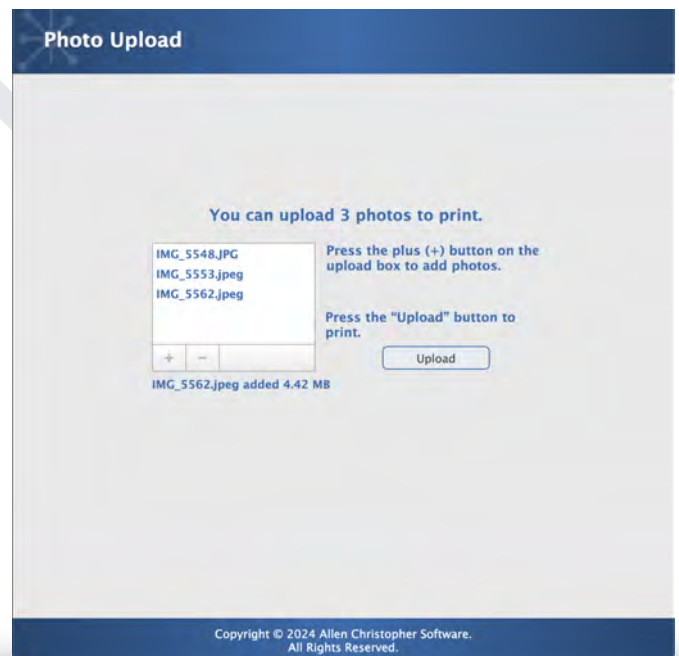 Photo Upload
You can upload 3 photos to print.
IMG_5548.JPG
IMG_5553.jpeg
IMG_5562.jpeg
+ −
Press the plus (+) button on the
upload box to add photos.
Press the “Upload” button to
print.
Upload
IMG_5562.jpeg added 4.42 MB
Copyright © 2024 Allen Christopher Software.
All Rights Reserved.